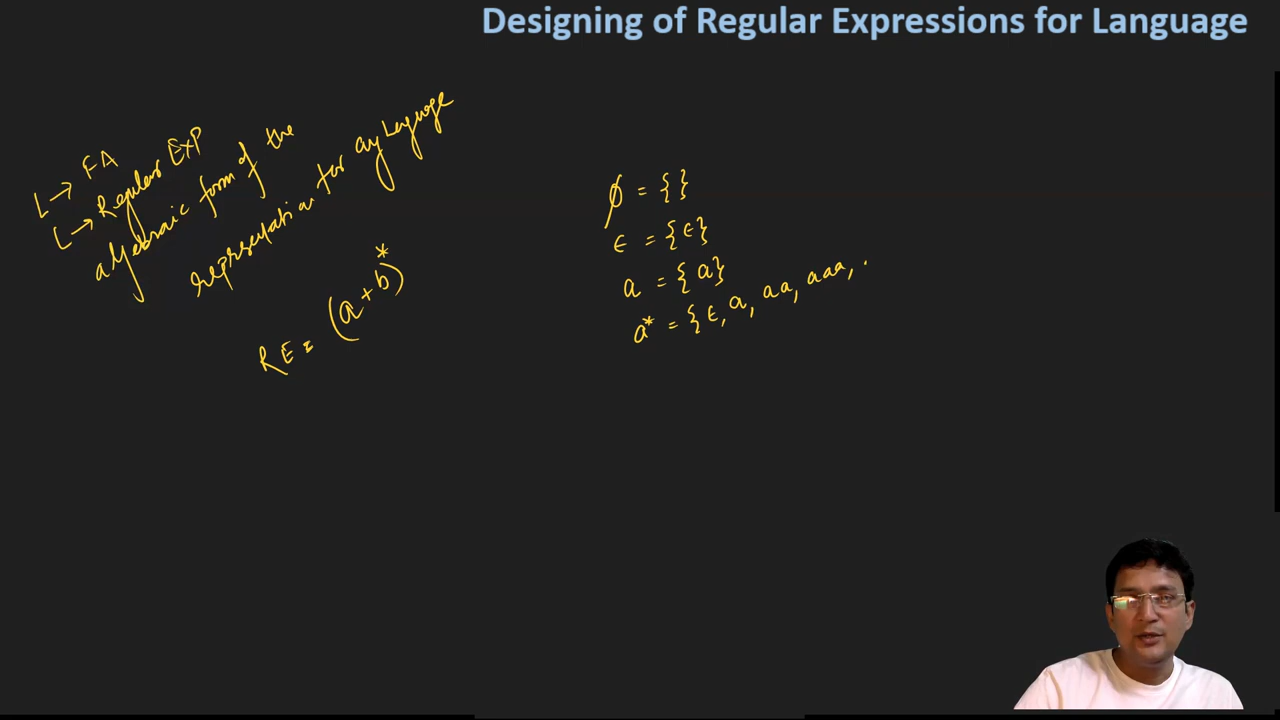 Designing of Regular Expressions for Language
L → FA
L → Regular EXP
algebraic form of the
representation for any Language
RE = (a + b)*
ϕ = { }
ϵ = {ϵ}
a = {a}
a* = {ϵ, a, aa, aaa, .